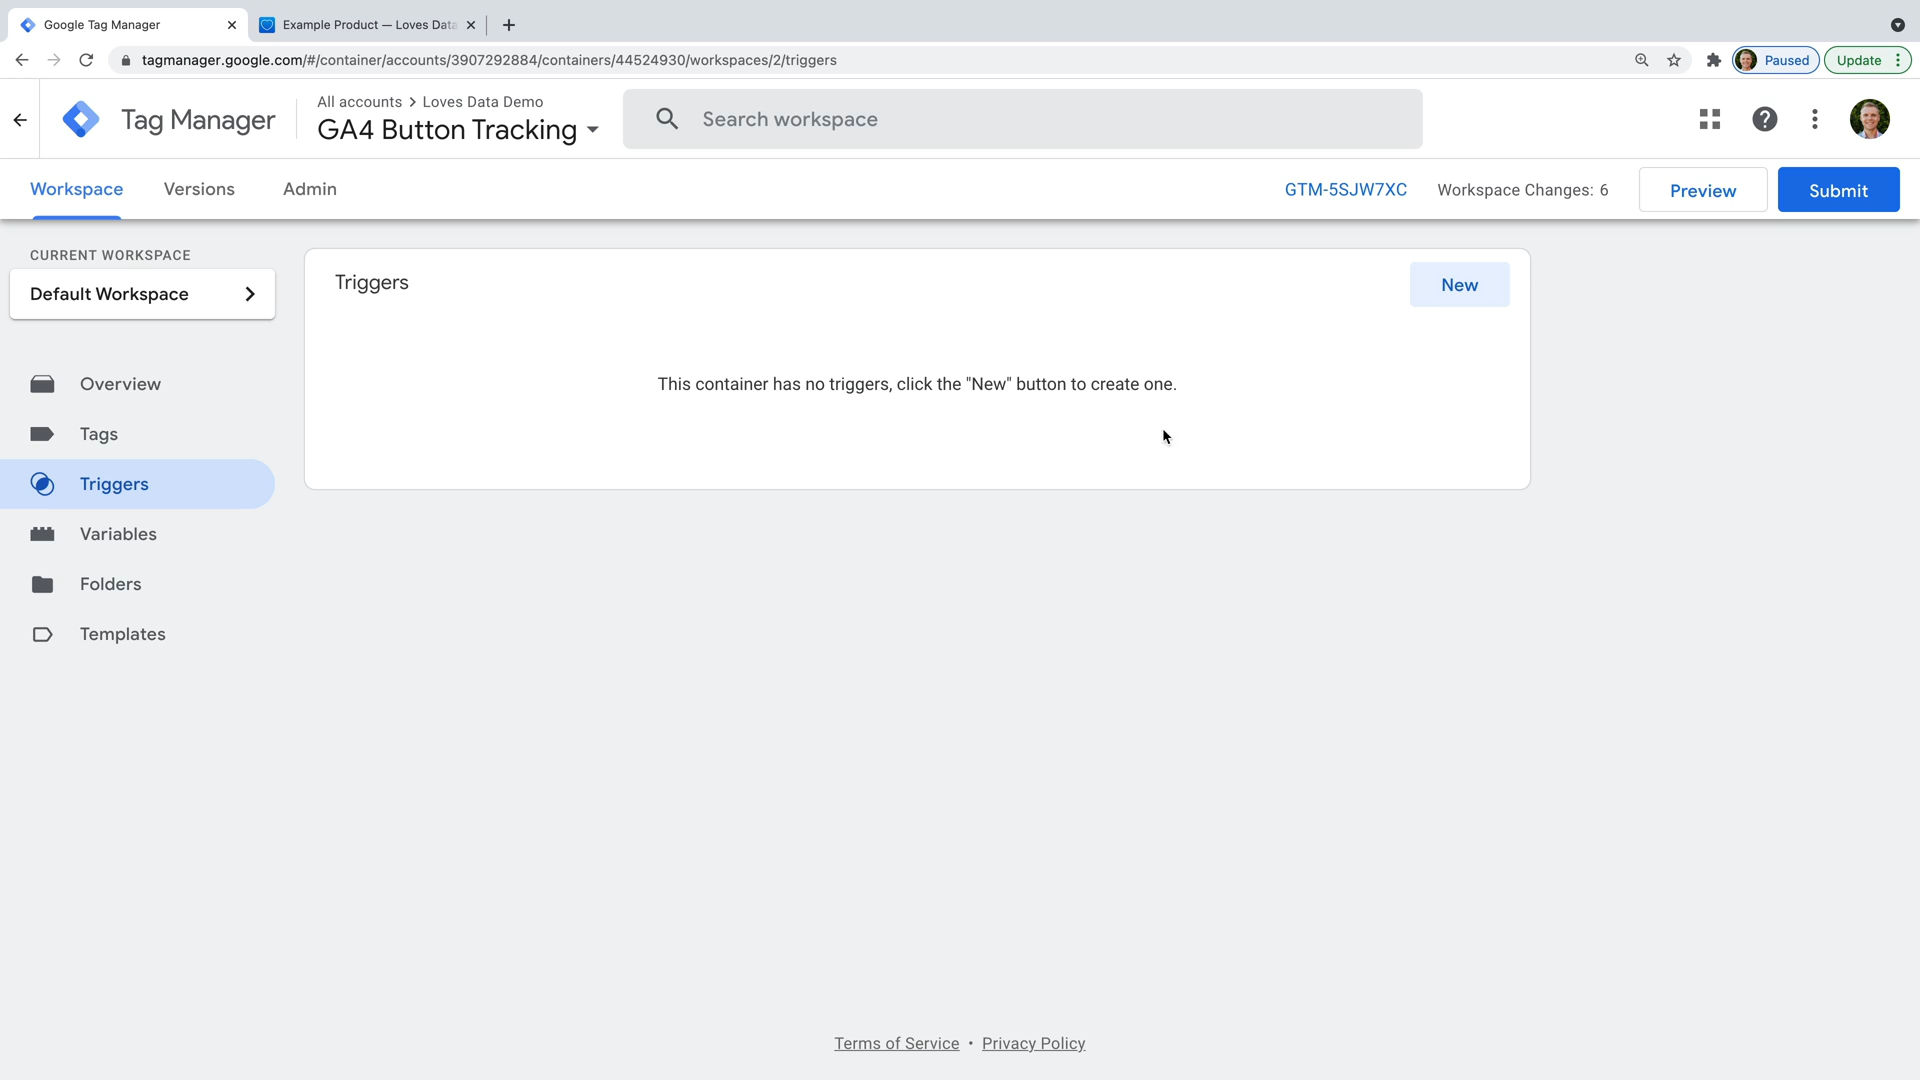 Google Tag Manager
Example Product — Loves Data
tagmanager.google.com/#/container/accounts/3907292884/containers/44524930/workspaces/2/triggers
Paused
Update
Tag Manager
All accounts > Loves Data Demo
GA4 Button Tracking
Search workspace
Workspace
Versions
Admin
GTM-5SJW7XC
Workspace Changes: 6
Preview
Submit
CURRENT WORKSPACE
Default Workspace
Overview
Tags
Triggers
Variables
Folders
Templates
Triggers
New
This container has no triggers, click the "New" button to create one.
Terms of Service • Privacy Policy